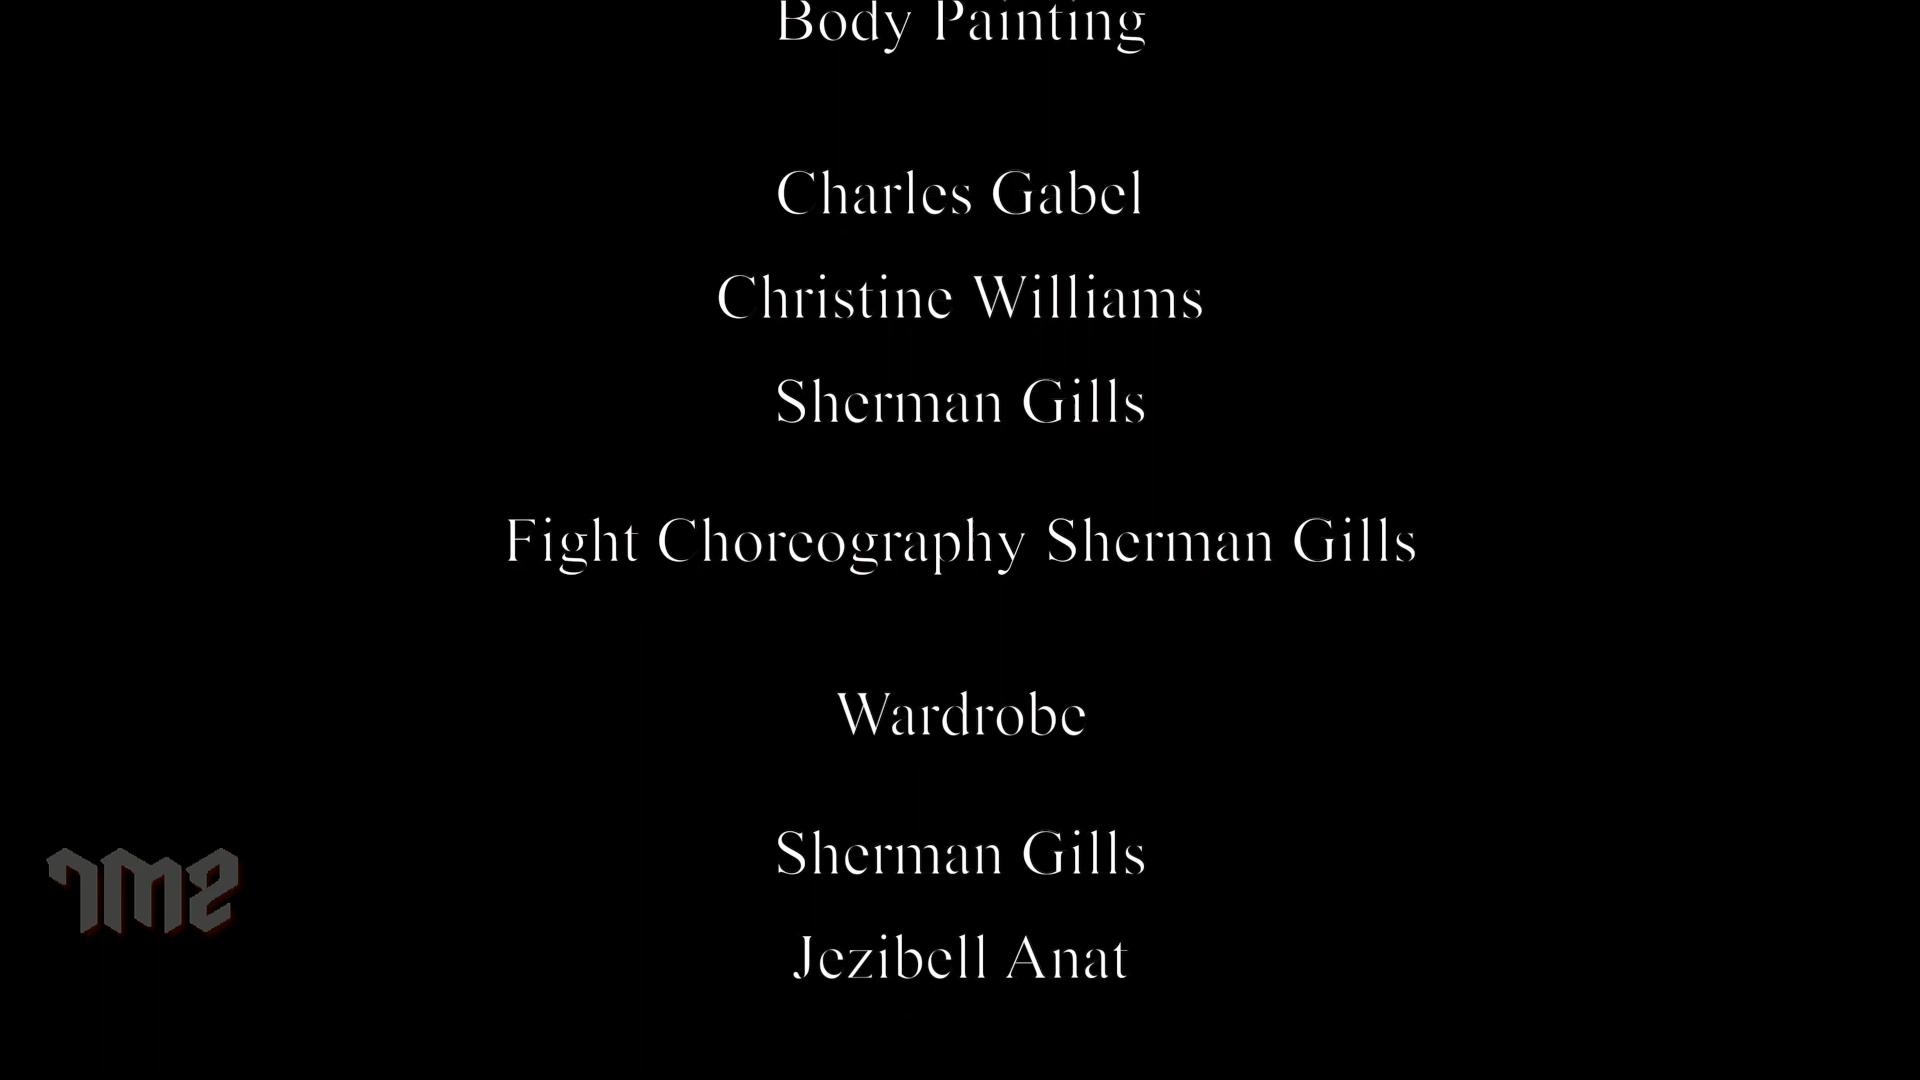 Body Painting
Charles Gabel
Christine Williams
Sherman Gills
Fight Choreography Sherman Gills
Wardrobe
Sherman Gills
Jezibell Anat